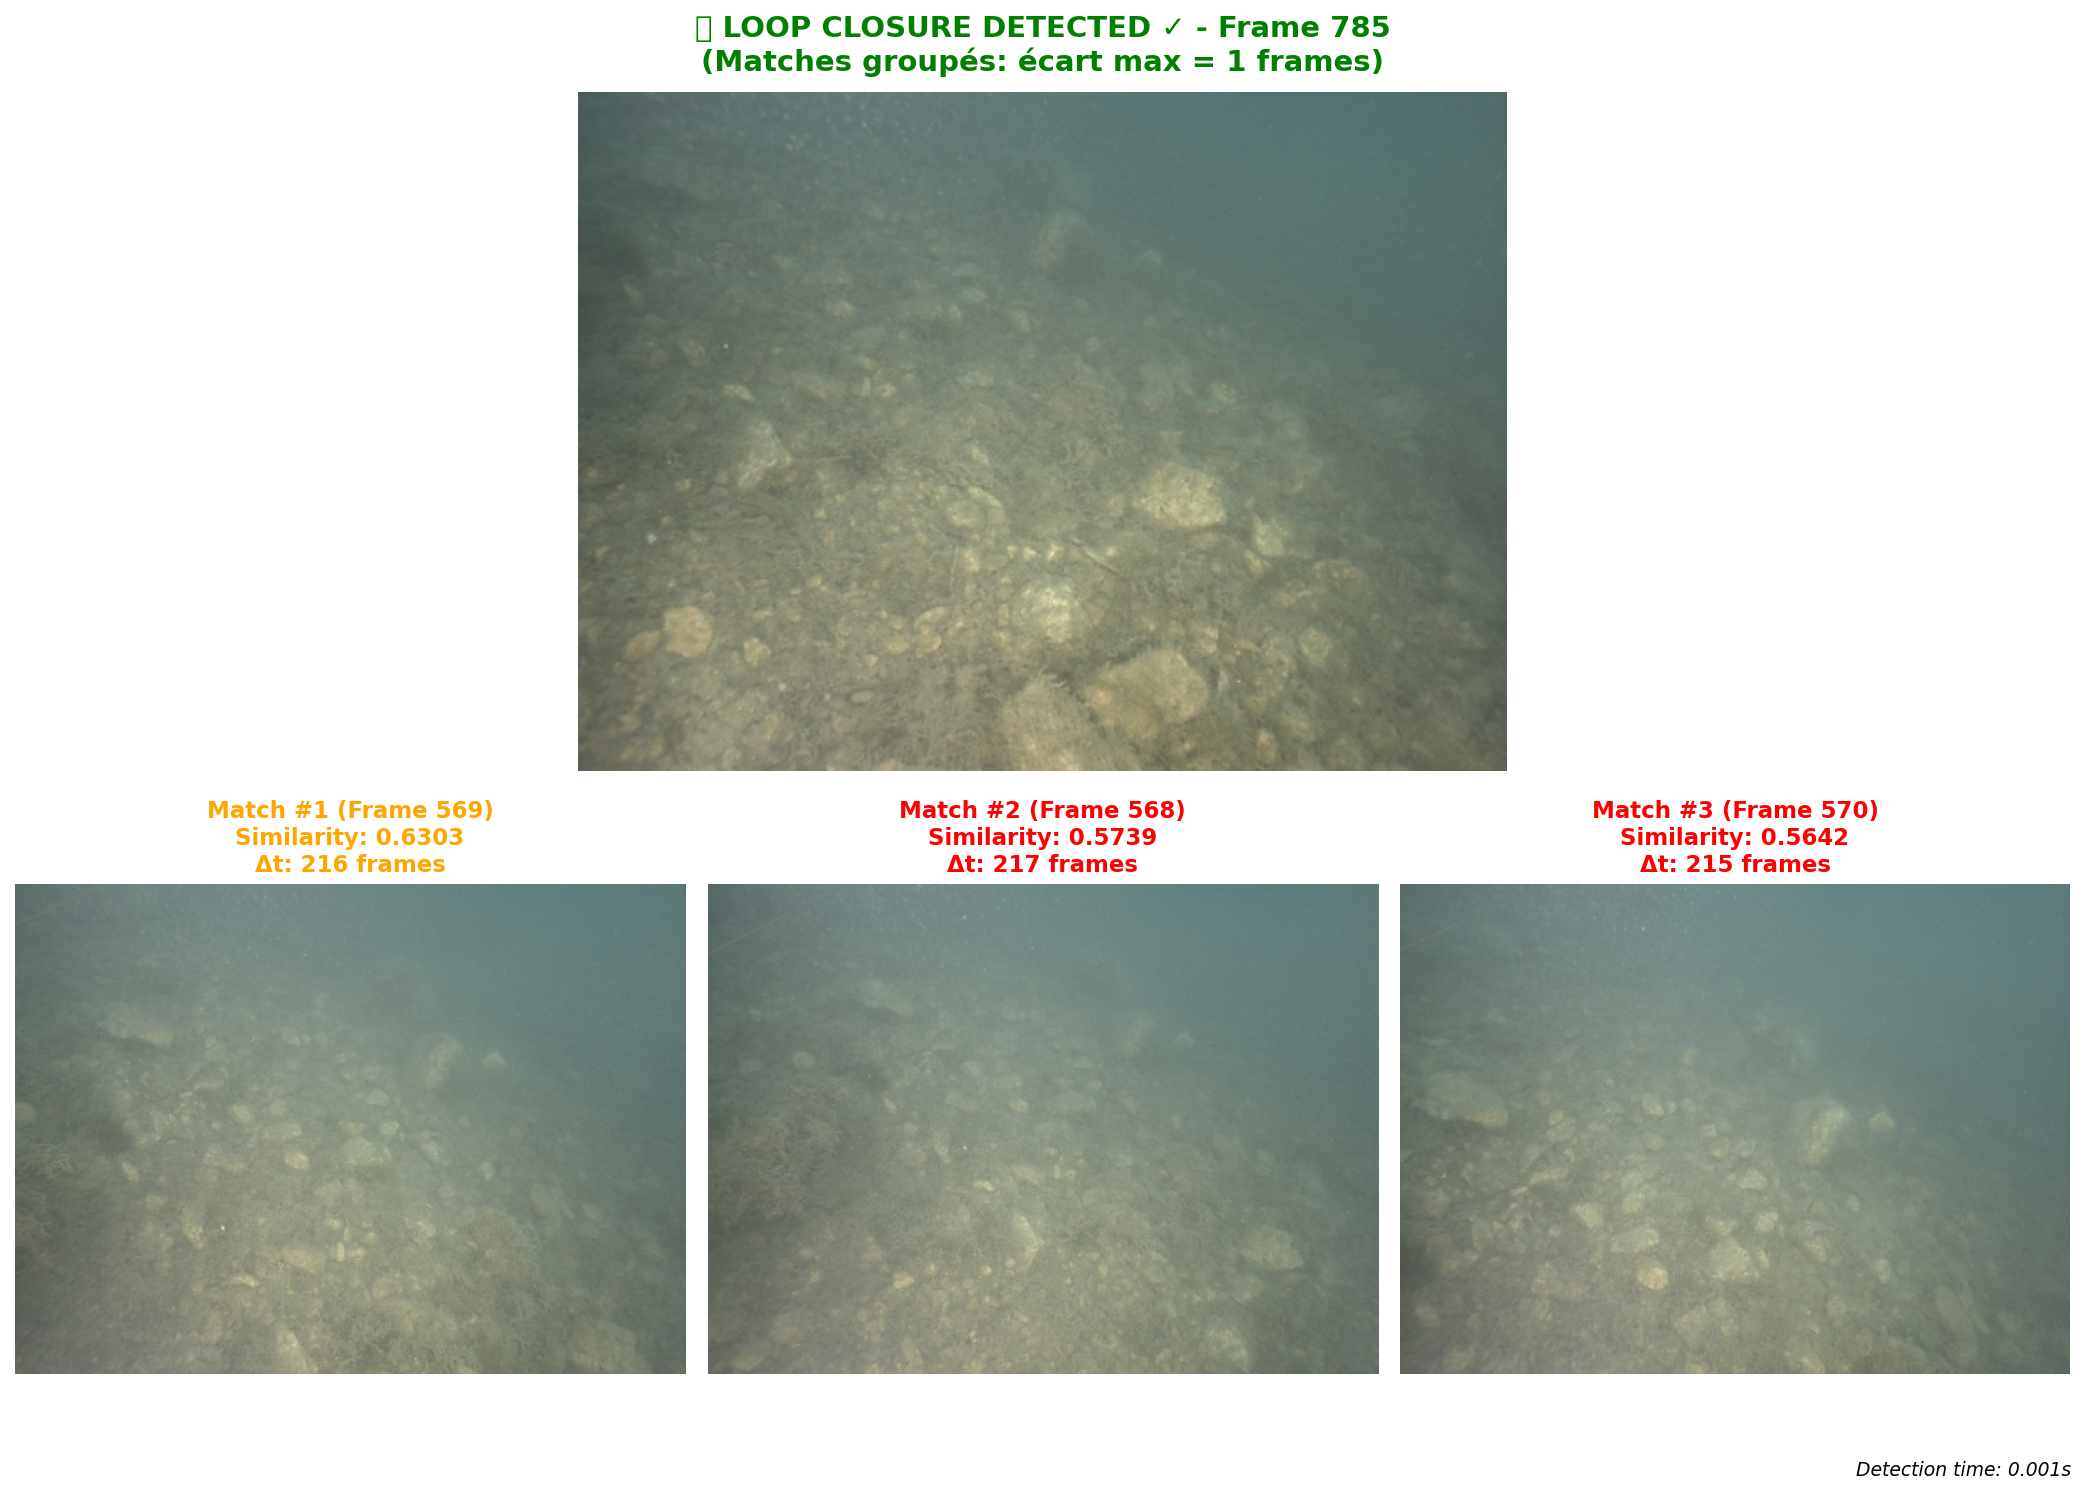 LOOP CLOSURE DETECTED ✓ - Frame 785
(Matches groupés: écart max = 1 frames)
Match #1 (Frame 569)
Similarity: 0.6303
Δt: 216 frames
Match #2 (Frame 568)
Similarity: 0.5739
Δt: 217 frames
Match #3 (Frame 570)
Similarity: 0.5642
Δt: 215 frames
Detection time: 0.001s